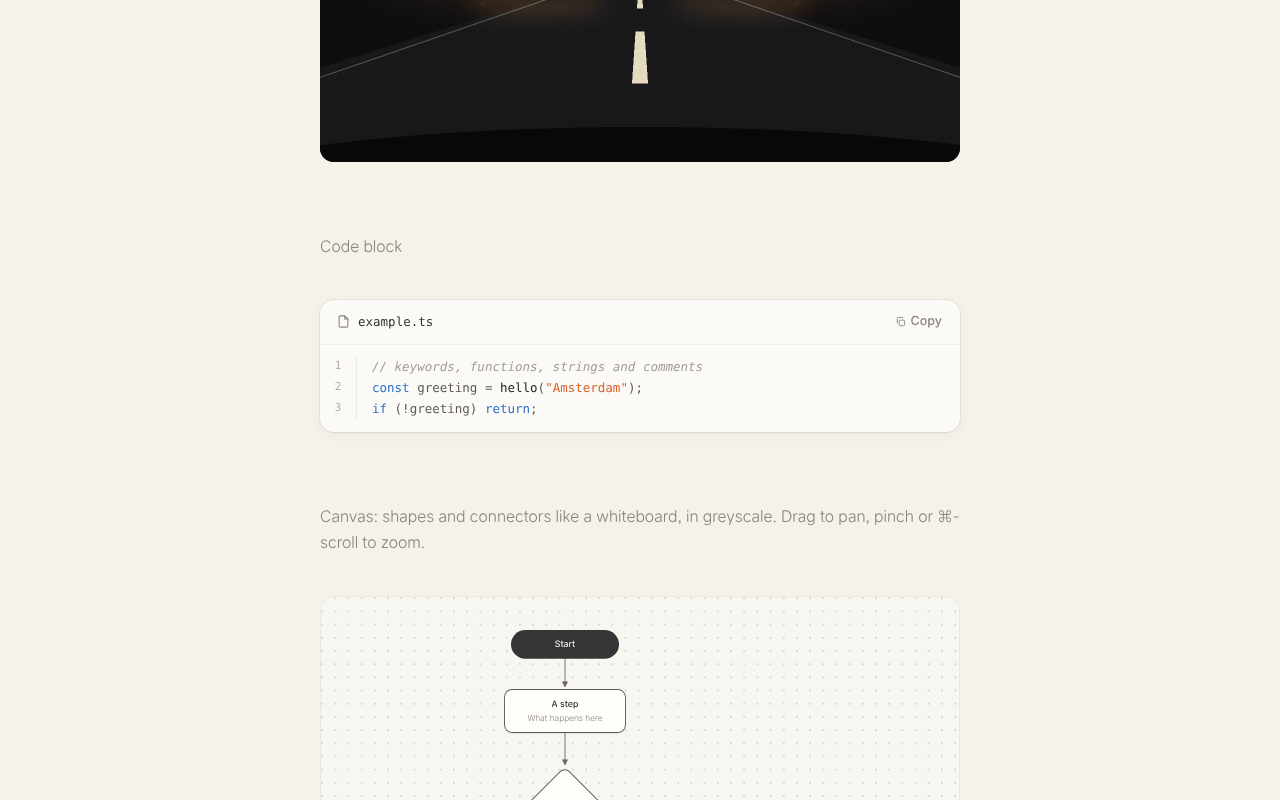 Code block
example.ts
Copy
1 // keywords, functions, strings and comments
2 const greeting = hello("Amsterdam");
3 if (!greeting) return;
Canvas: shapes and connectors like a whiteboard, in greyscale. Drag to pan, pinch or ⌘-
scroll to zoom.
Start
A step
What happens here